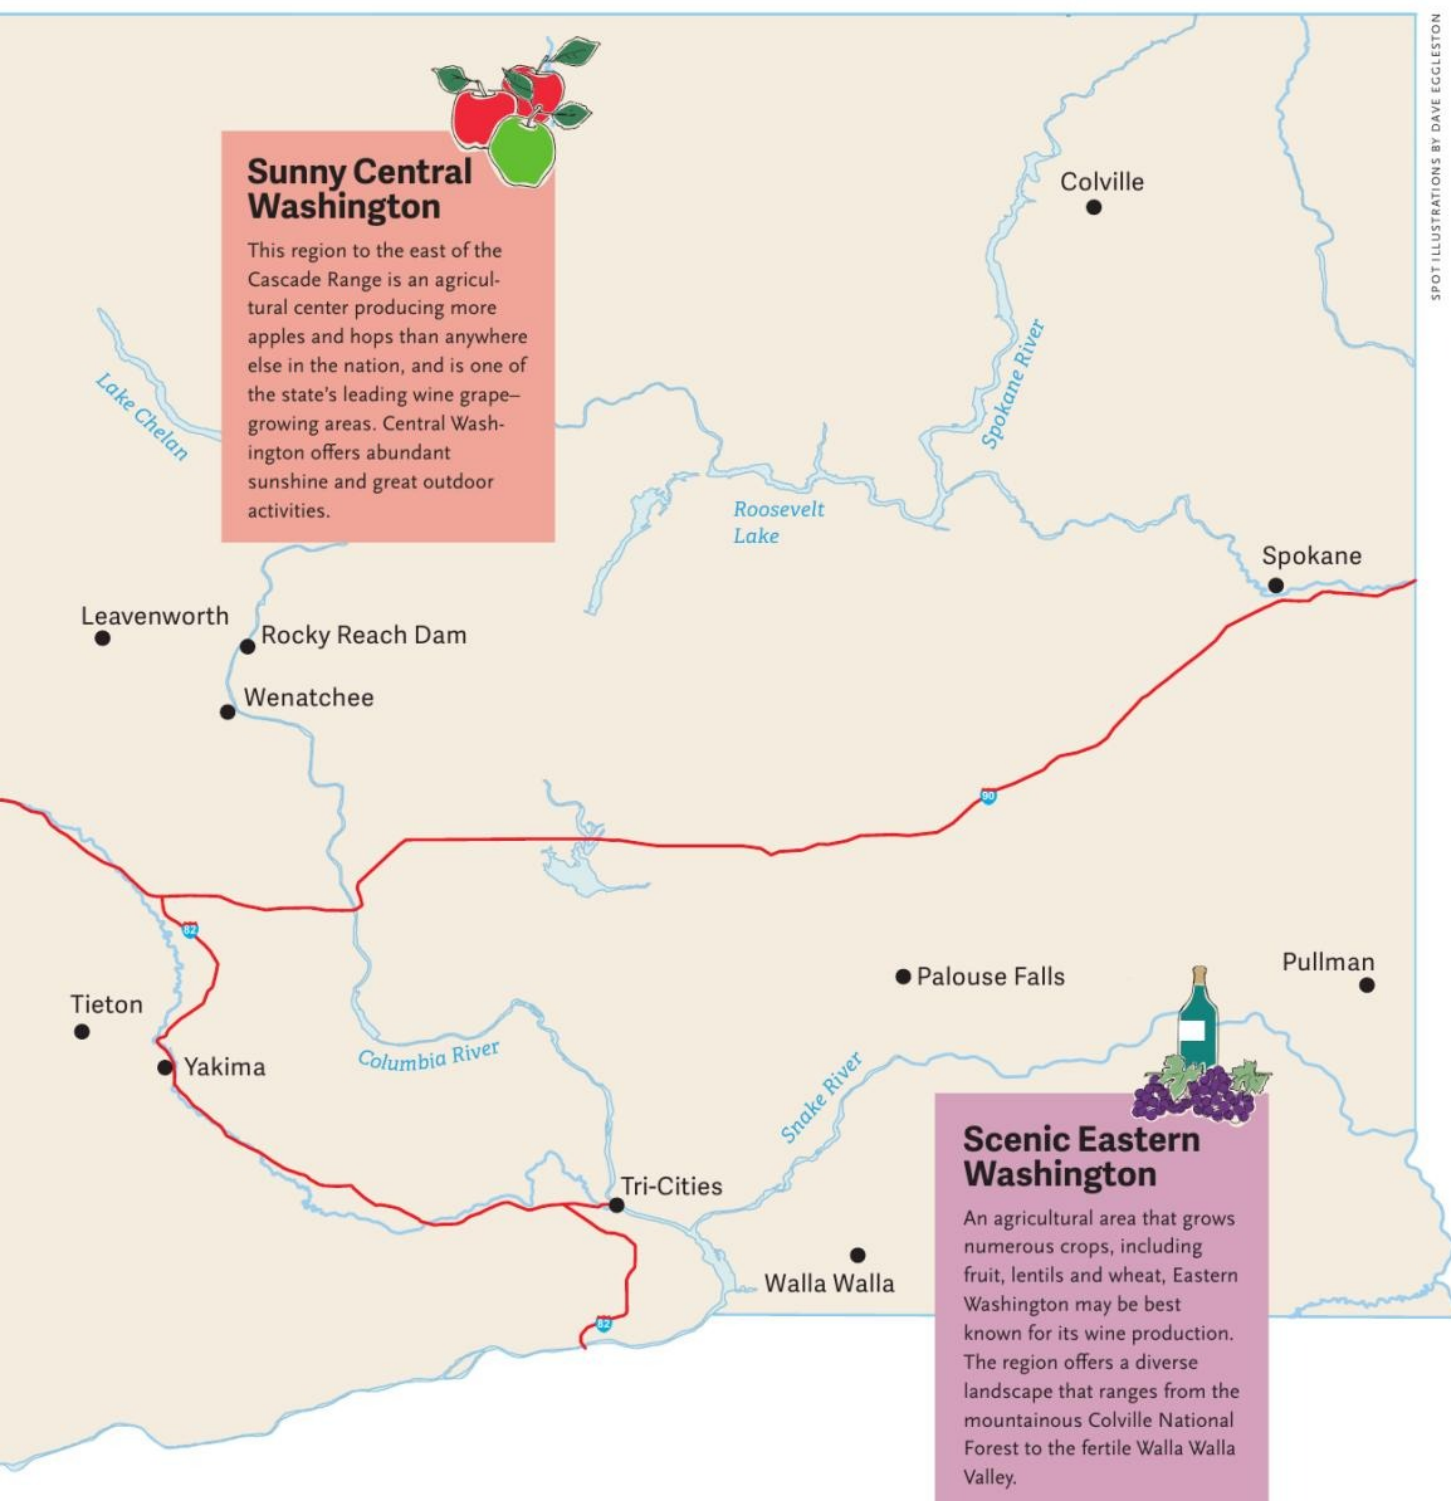 SPOT ILLUSTRATIONS BY DAVE EGGLESTON
Sunny Central
Washington
This region to the east of the
Cascade Range is an agricul-
tural center producing more
apples and hops than anywhere
else in the nation, and is one of
the state's leading wine grape–
growing areas. Central Wash-
ington offers abundant
sunshine and great outdoor
activities.
Colville
Lake Chelan
Spokane River
Roosevelt
Lake
Spokane
Leavenworth
Rocky Reach Dam
Wenatchee
90
82
Palouse Falls
Pullman
Tieton
Yakima
Columbia River
Snake River
Tri-Cities
Walla Walla
82
Scenic Eastern
Washington
An agricultural area that grows
numerous crops, including
fruit, lentils and wheat, Eastern
Washington may be best
known for its wine production.
The region offers a diverse
landscape that ranges from the
mountainous Colville National
Forest to the fertile Walla Walla
Valley.